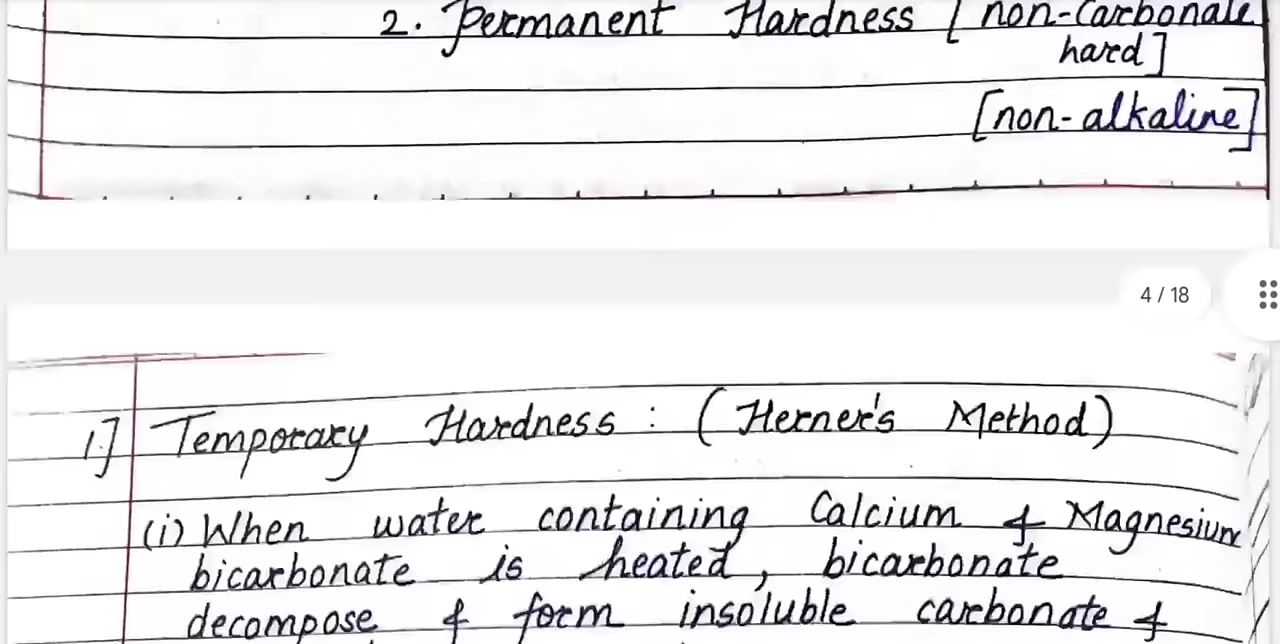 2. Permanent Hardness [non-Carbonate
hard]
[non-alkaline]
4 / 18
1.] Temporary Hardness : (Herner's Method)
(i) When water containing Calcium & Magnesium
bicarbonate is heated, bicarbonate
decompose & form insoluble carbonate &